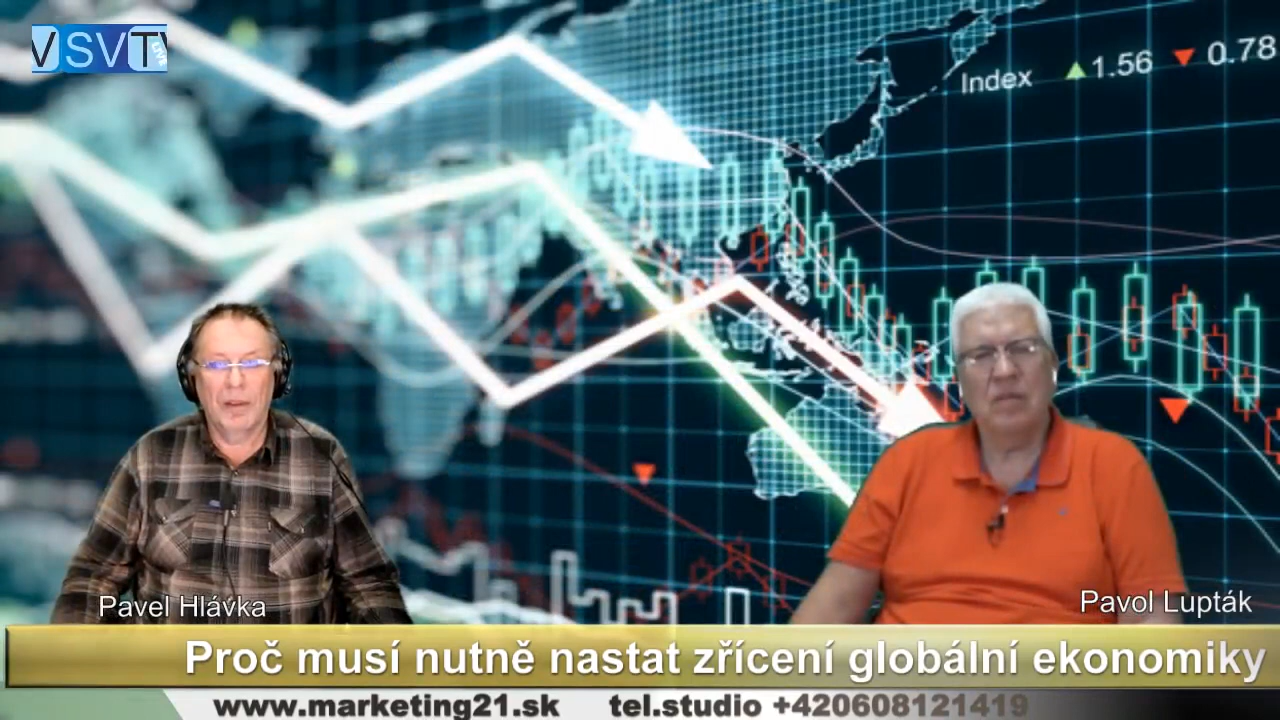 VSVTV LIVE
Index 1.56 0.78
Pavel Hlávka
Pavol Lupták
Proč musí nutně nastat zřícení globální ekonomiky
www.marketing21.sk tel.studio +420608121419